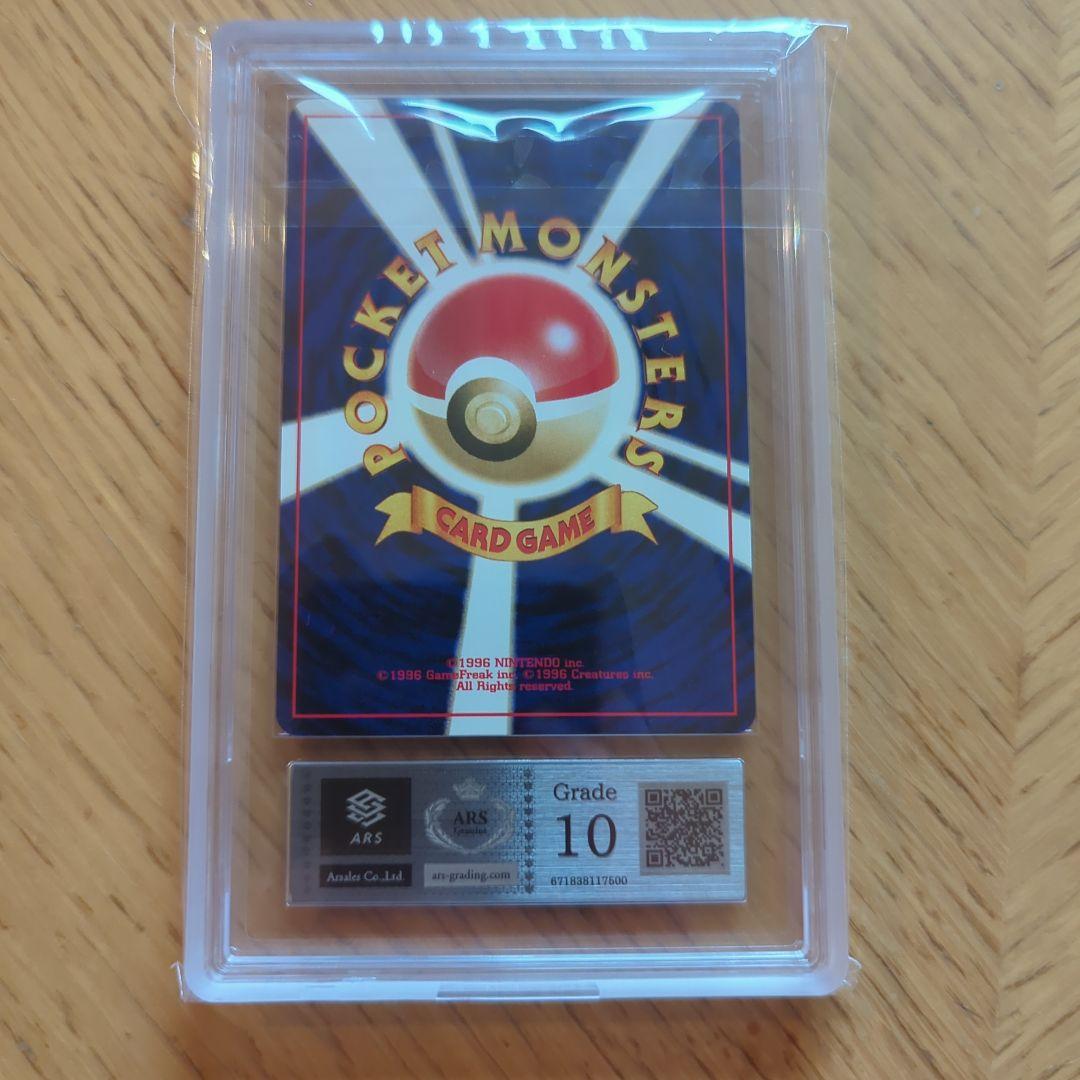 POCKET MONSTERS
CARD GAME
©1996 NINTENDO inc.
©1996 GameFreak inc. ©1996 Creatures inc.
All Rights reserved.
ARS
Arsales Co.,Ltd.
ARS
Genuine
ars-grading.com
Grade
10
671838117500